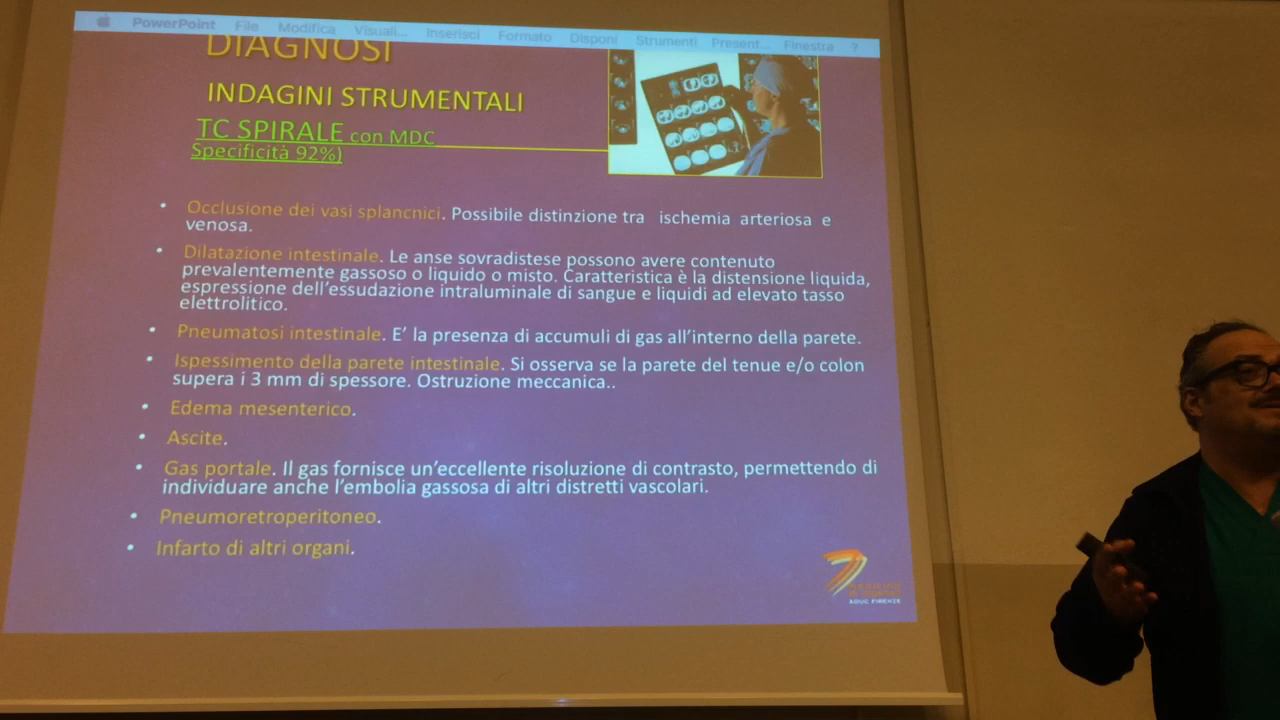 PowerPoint File Modifica Visuali... Inserisci Formato Disponi Strumenti Present... Finestra ?
DIAGNOSI
INDAGINI STRUMENTALI
TC SPIRALE con MDC
Specificità 92%)
• Occlusione dei vasi splancnici. Possibile distinzione tra ischemia arteriosa e
venosa.
• Dilatazione intestinale. Le anse sovradistese possono avere contenuto
prevalentemente gassoso o liquido o misto. Caratteristica è la distensione liquida,
espressione dell'essudazione intraluminale di sangue e liquidi ad elevato tasso
elettrolitico.
• Pneumatosi intestinale. E' la presenza di accumuli di gas all'interno della parete.
• Ispessimento della parete intestinale. Si osserva se la parete del tenue e/o colon
supera i 3 mm di spessore. Ostruzione meccanica..
• Edema mesenterico.
• Ascite.
• Gas portale. Il gas fornisce un'eccellente risoluzione di contrasto, permettendo di
individuare anche l'embolia gassosa di altri distretti vascolari.
• Pneumoretroperitoneo.
• Infarto di altri organi.
AOUC FIRENZE